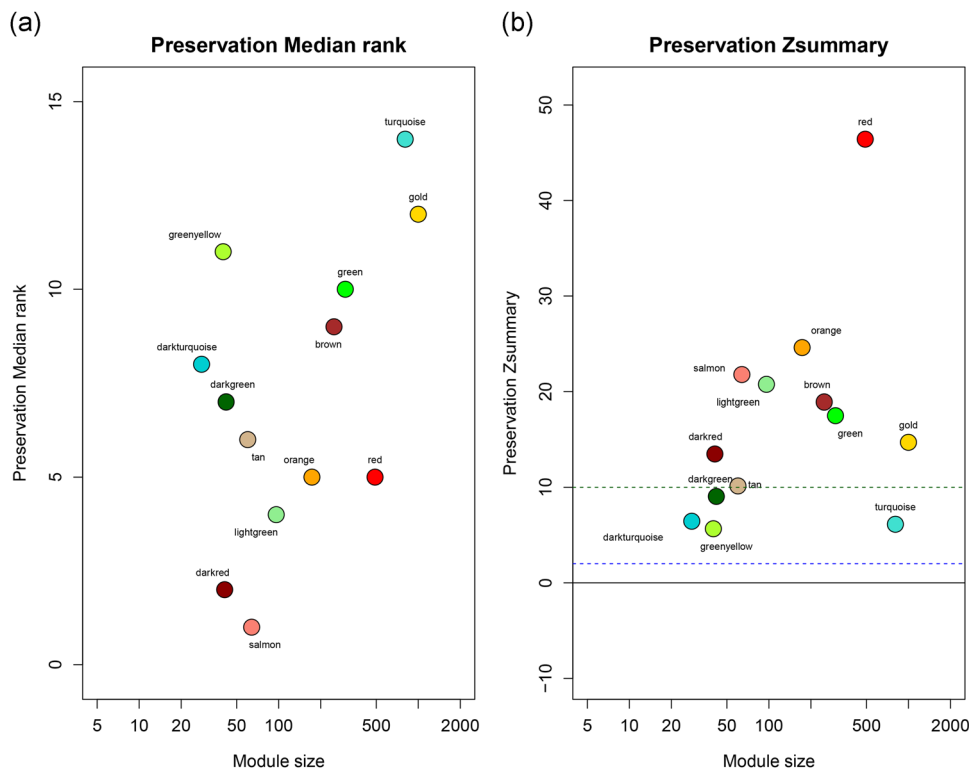 (a)
Preservation Median rank
Preservation Median rank
15
10
5
0
turquoise
gold
greenyellow
green
brown
darkturquoise
darkgreen
tan
orange
red
lightgreen
darkred
salmon
5 10 20 50 100 500 2000
Module size
(b)
Preservation Zsummary
Preservation Zsummary
50
40
30
20
10
0
−10
red
orange
salmon
lightgreen
brown
green
gold
darkred
darkgreen
tan
turquoise
darkturquoise
greenyellow
5 10 20 50 100 500 2000
Module size